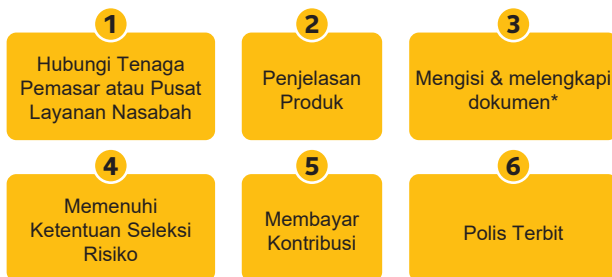 1
Hubungi Tenaga
Pemasar atau Pusat
Layanan Nasabah
2
Penjelasan
Produk
3
Mengisi & melengkapi
dokumen*
4
Memenuhi
Ketentuan Seleksi
Risiko
5
Membayar
Kontribusi
6
Polis Terbit